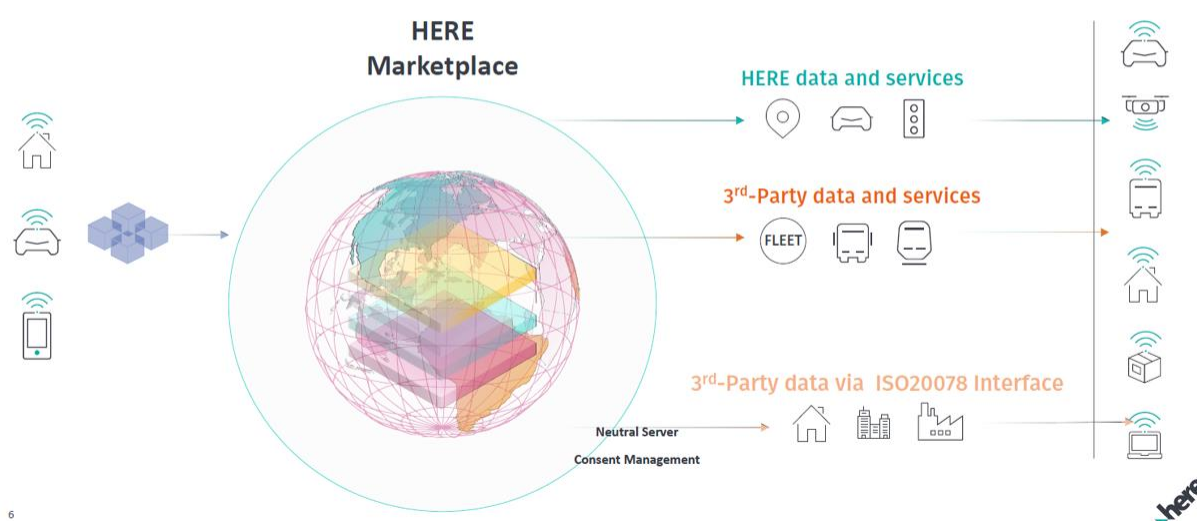 HERE
Marketplace
HERE data and services
3rd-Party data and services
FLEET
3rd-Party data via ISO20078 Interface
Neutral Server
Consent Management
6
here